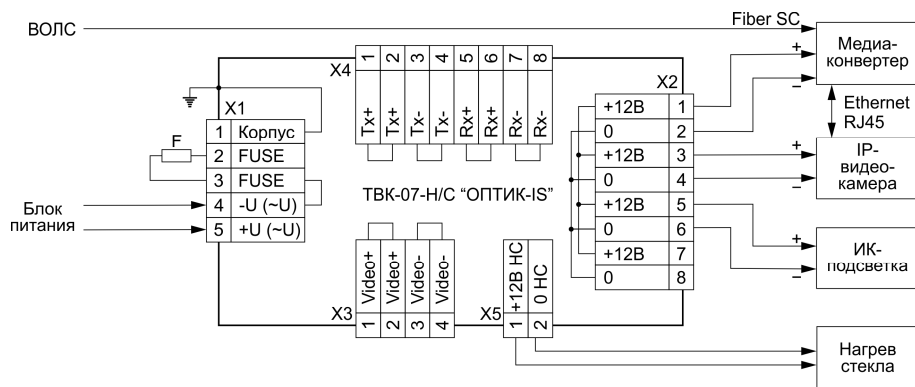 ВОЛС
Fiber SC
Медиа-
конвертер
+
–
Ethernet
RJ45
IP-
видео-
камера
+
–
ИК-
подсветка
+
–
Нагрев
стекла
X4
1 2 3 4 5 6 7 8
Tx+ Tx+ Tx- Tx- Rx+ Rx+ Rx- Rx-
X1
1 Корпус
2 FUSE
3 FUSE
4 -U (~U)
5 +U (~U)
F
Блок
питания
ТВК-07-Н/С “ОПТИК-IS”
X2
+12В 1
0 2
+12В 3
0 4
+12В 5
0 6
+12В 7
0 8
X3
Video+ Video+ Video- Video-
1 2 3 4
X5
+12В НС 0 НС
1 2